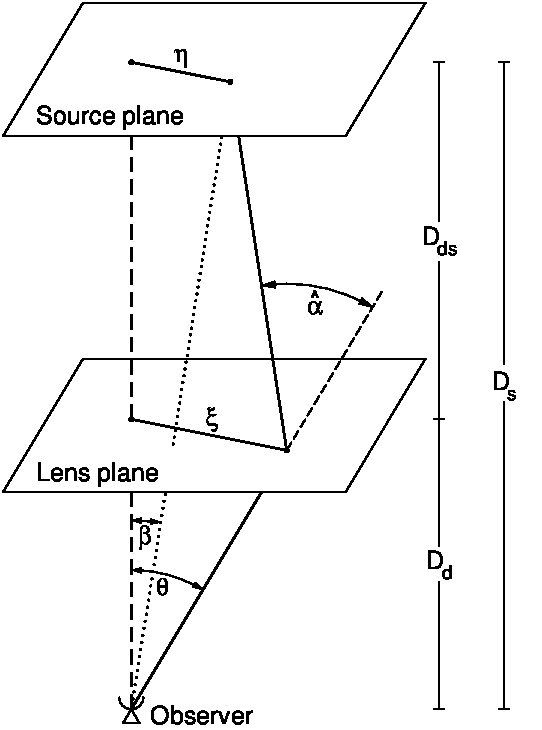 η
Source plane
D_ds
α̂
D_s
ξ
Lens plane
β
D_d
θ
Observer